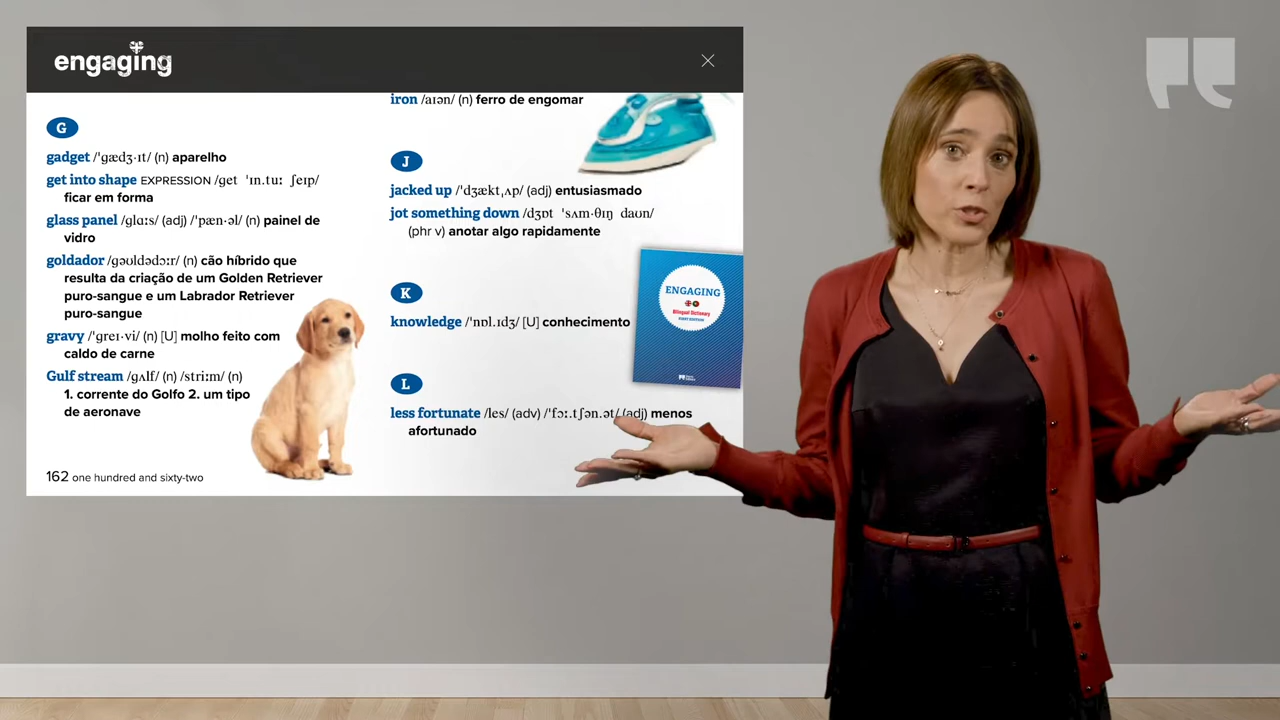 engaging
G
gadget /ˈɡædʒ·ɪt/ (n) aparelho
get into shape EXPRESSION /ɡet ˈɪn.tuː ʃeɪp/
ficar em forma
glass panel /ɡlɑːs/ (adj) /ˈpæn·əl/ (n) painel de
vidro
goldador /ɡəʊldədɔːr/ (n) cão híbrido que
resulta da criação de um Golden Retriever
puro-sangue e um Labrador Retriever
puro-sangue
gravy /ˈɡreɪ·vi/ (n) [U] molho feito com
caldo de carne
Gulf stream /ɡʌlf/ (n) /striːm/ (n)
1. corrente do Golfo 2. um tipo
de aeronave
162 one hundred and sixty-two
iron /aɪən/ (n) ferro de engomar
J
jacked up /ˈdʒæktˌʌp/ (adj) entusiasmado
jot something down /dʒɒt ˈsʌm·θɪŋ daʊn/
(phr v) anotar algo rapidamente
K
knowledge /ˈnɒl.ɪdʒ/ [U] conhecimento
L
less fortunate /les/ (adv) /ˈfɔː.tʃən.ət/ (adj) menos
afortunado
ENGAGING
Bilingual Dictionary
FIRST EDITION